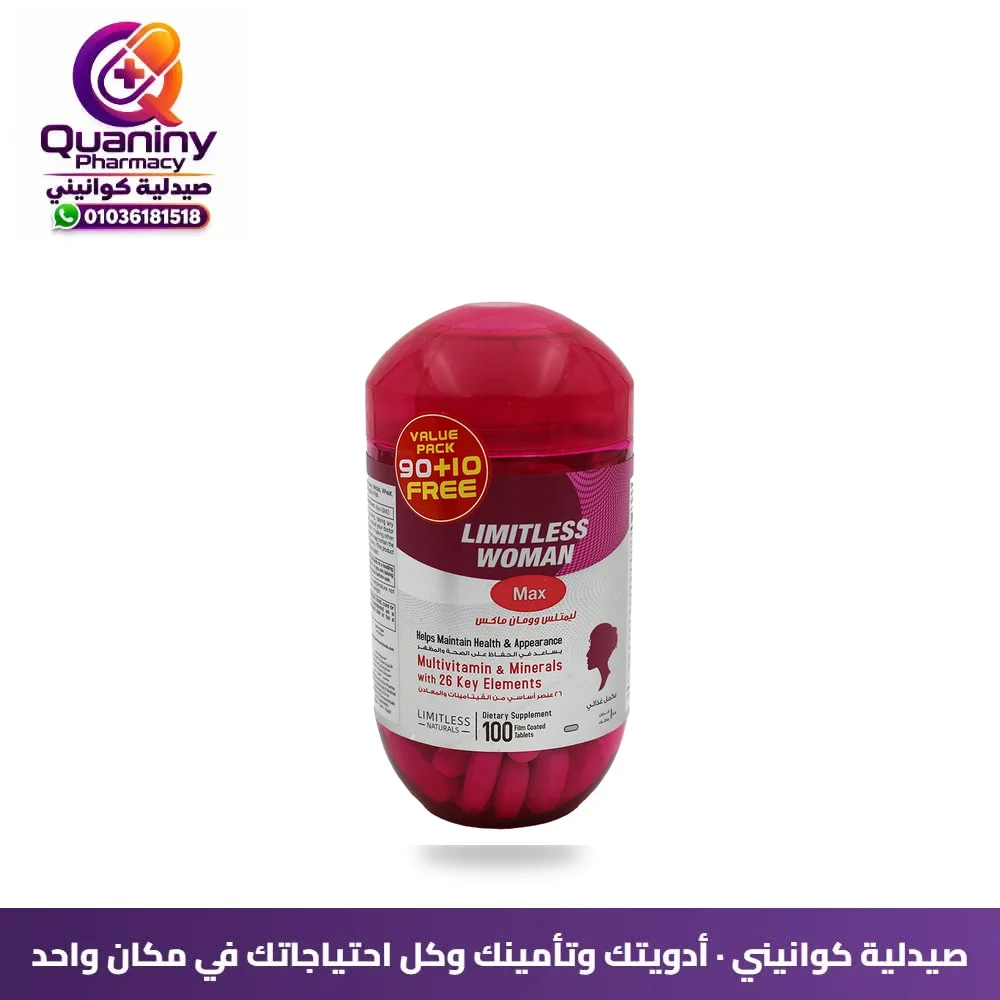 Quaniny
Pharmacy
صيدلية كوانيني
01036181518
VALUE
PACK
90+10
FREE
LIMITLESS
WOMAN
Max
ليمتلس وومان ماكس
Helps Maintain Health & Appearance
يساعد في الحفاظ على الصحة والمظهر
Multivitamin & Minerals
with 26 Key Elements
٢٦ عنصر أساسي من الڤيتامينات والمعادن
LIMITLESS
NATURALS
Dietary Supplement
100 Film Coated
Tablets
مكمل غذائي
صيدلية كوانيني · أدويتك وتأمينك وكل احتياجاتك في مكان واحد